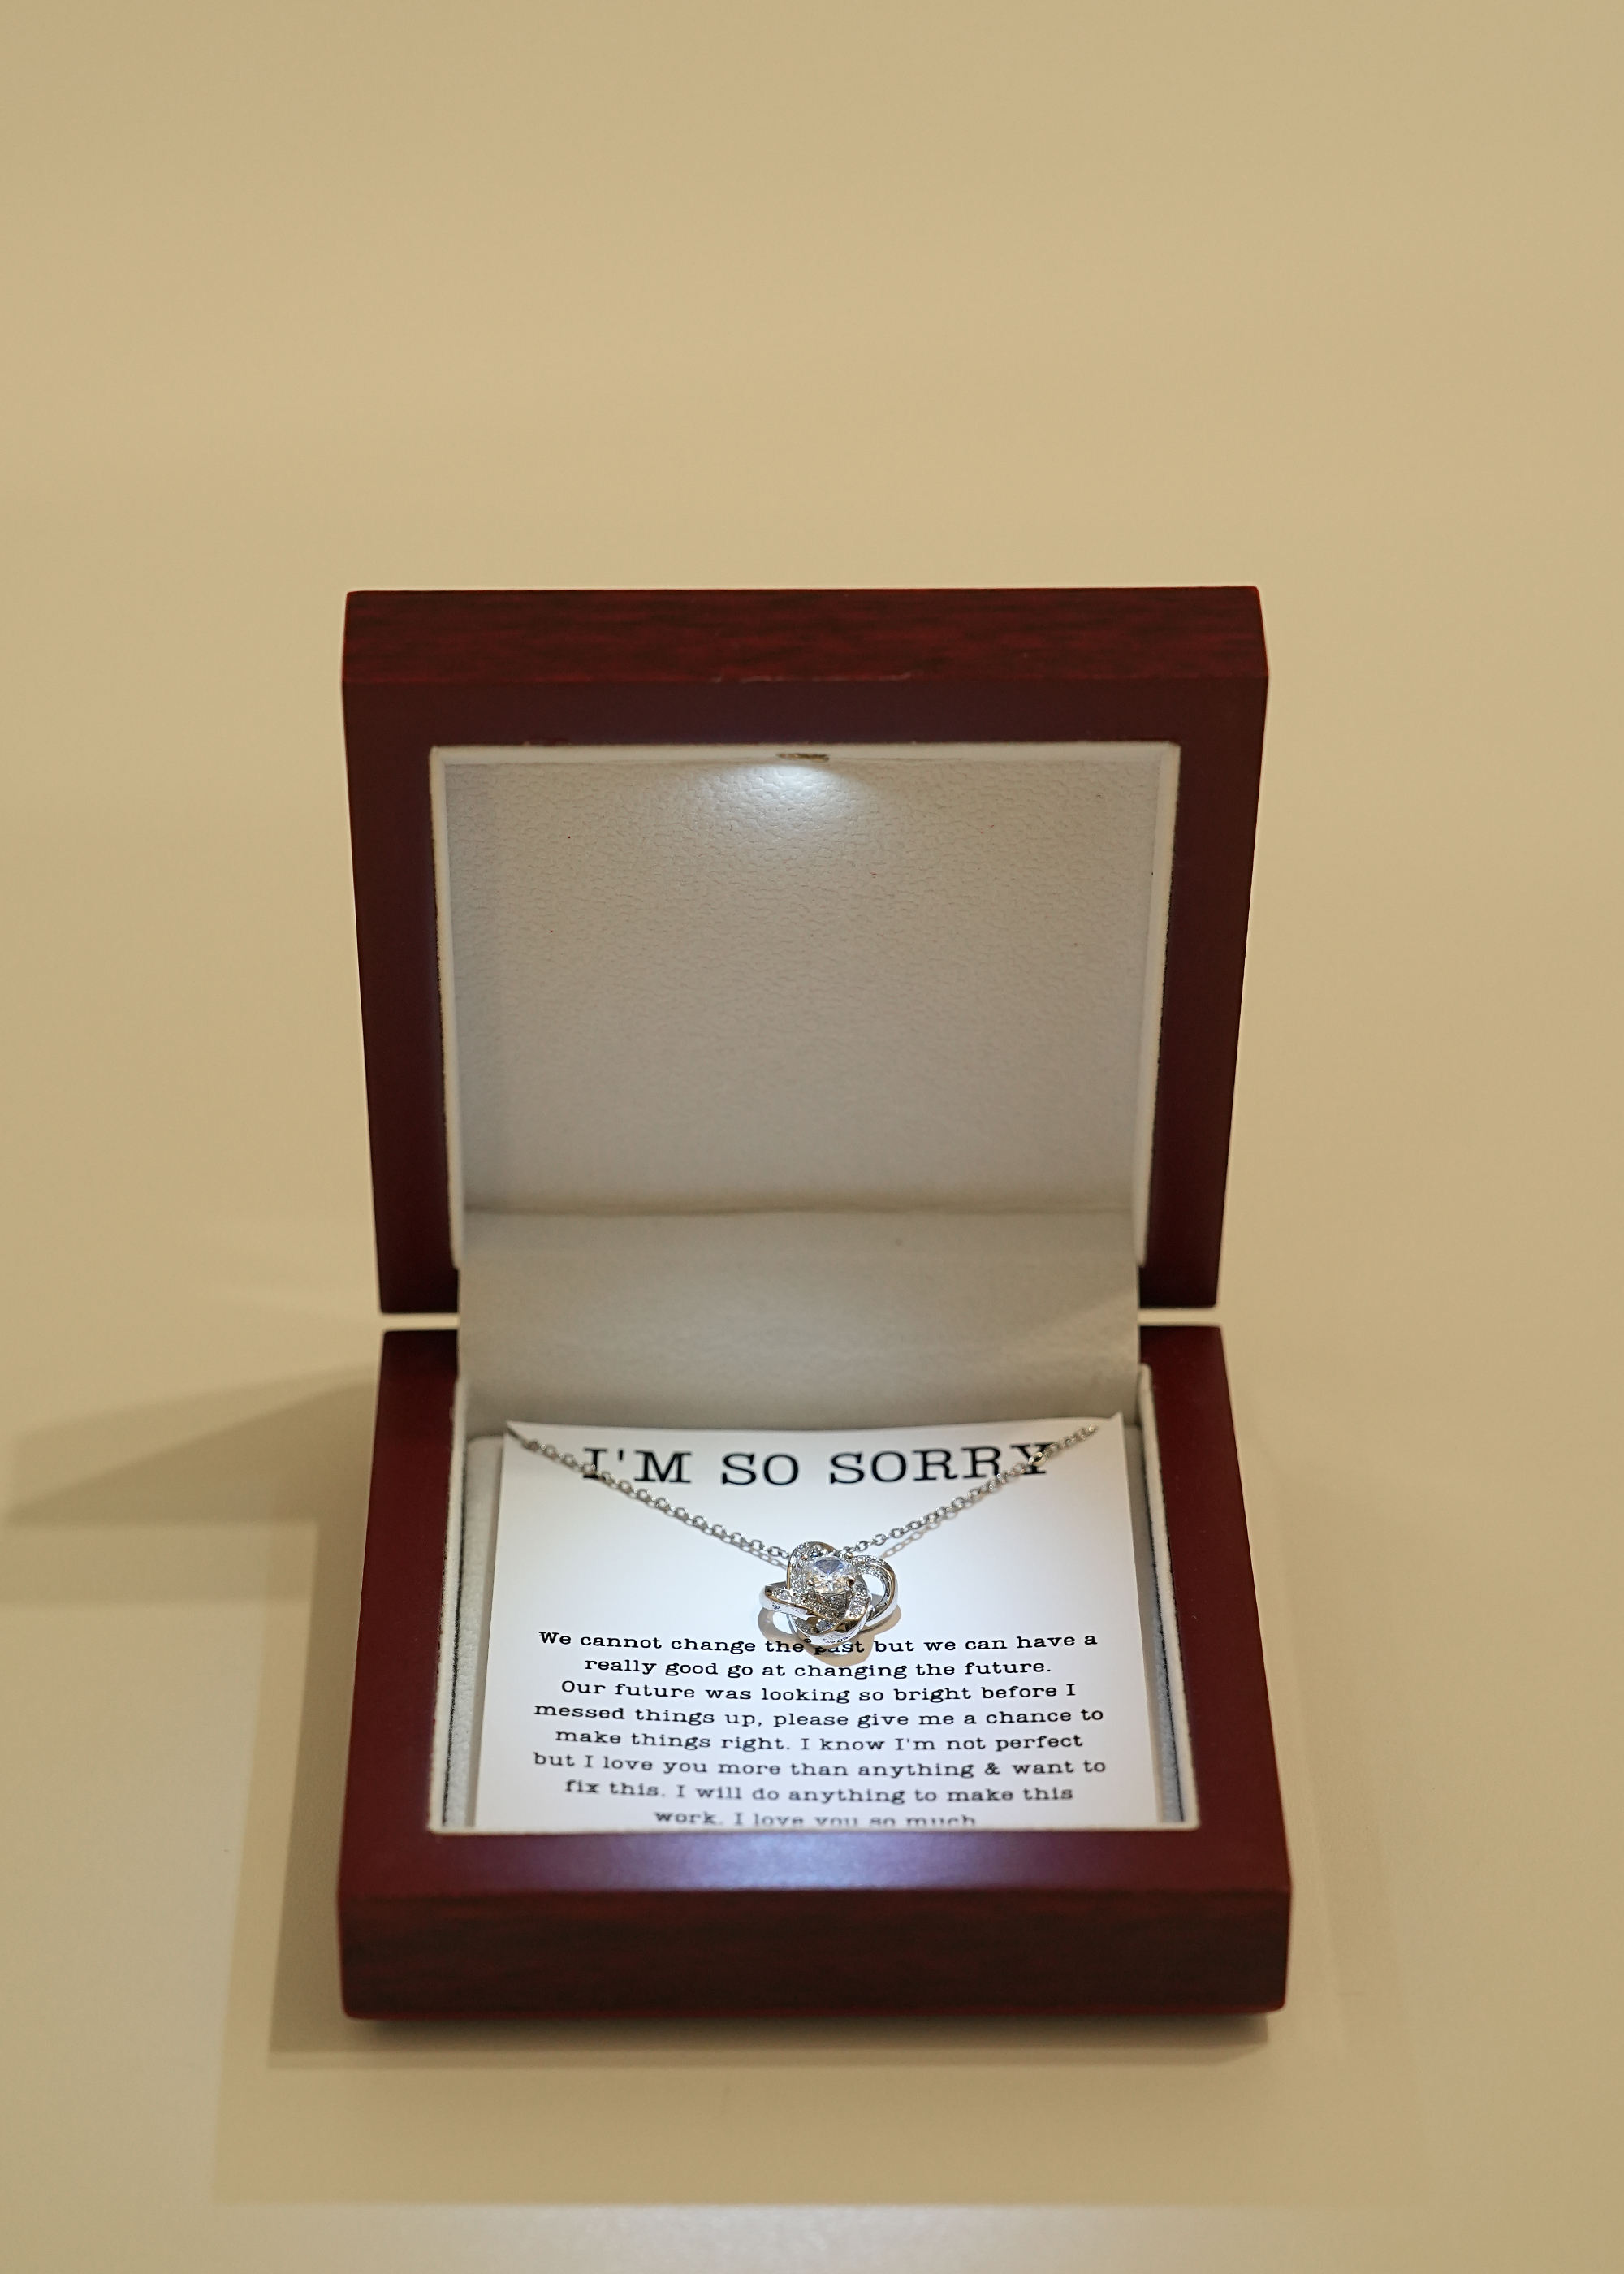 I'M SO SORRY
We cannot change the past but we can have a
really good go at changing the future.
Our future was looking so bright before I
messed things up, please give me a chance to
make things right. I know I'm not perfect
but I love you more than anything & want to
fix this. I will do anything to make this
work. I love you so much